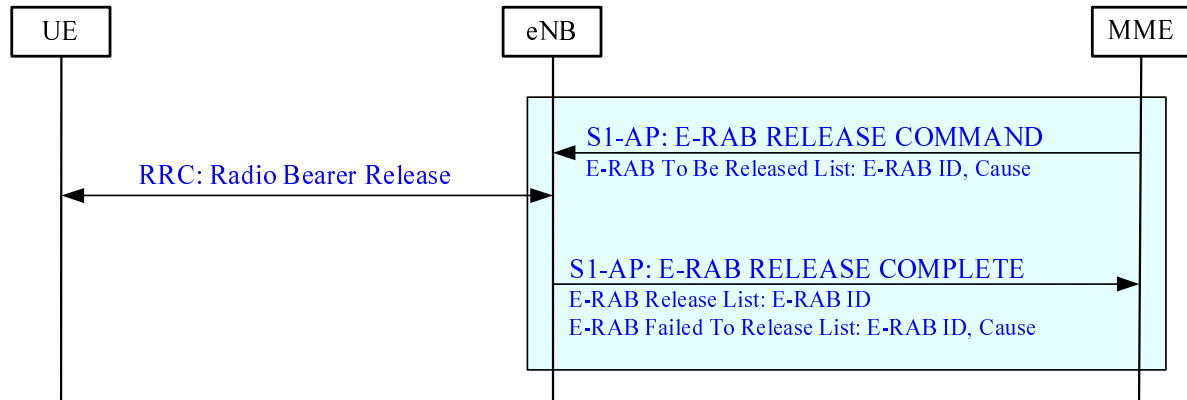 UE
eNB
MME
S1-AP: E-RAB RELEASE COMMAND
E-RAB To Be Released List: E-RAB ID, Cause
RRC: Radio Bearer Release
S1-AP: E-RAB RELEASE COMPLETE
E-RAB Release List: E-RAB ID
E-RAB Failed To Release List: E-RAB ID, Cause